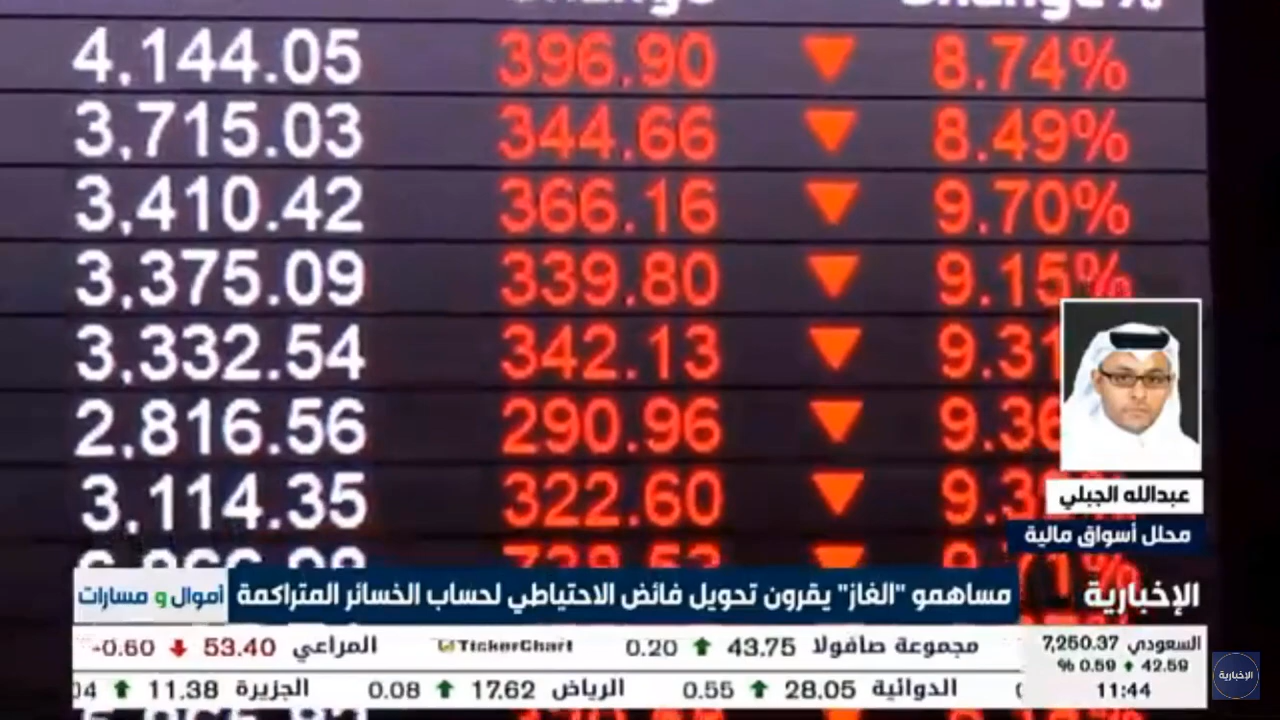 4,144.05 396.90 ▼ 8.74%
3,715.03 344.66 ▼ 8.49%
3,410.42 366.16 ▼ 9.70%
3,375.09 339.80 ▼ 9.15%
3,332.54 342.13 ▼ 9.31
2,816.56 290.96 ▼ 9.36
3,114.35 322.60 ▼
عبدالله الجبلي
محلل أسواق مالية
الإخبارية
مساهمو "الغاز" يقرون تحويل فائض الاحتياطي لحساب الخسائر المتراكمة
أموال و مسارات
السعودي 7,250.37
42.59 ⬆ 0.59 %
11:44
مجموعة صافولا 43.75 ⬆ 0.20 TickerChart المراعي 53.40 ⬇ -0.60
الدوائية 28.05 ⬆ 0.55 الرياض 17.62 ⬆ 0.08 الجزيرة 11.38 ⬆
الإخبارية